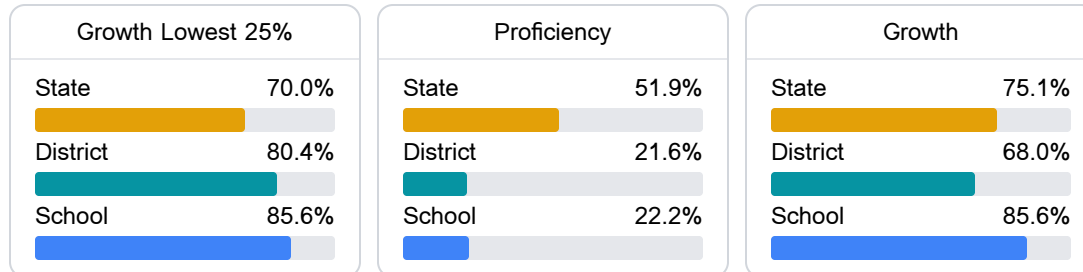 Growth Lowest 25%
State 70.0%
District 80.4%
School 85.6%
Proficiency
State 51.9%
District 21.6%
School 22.2%
Growth
State 75.1%
District 68.0%
School 85.6%